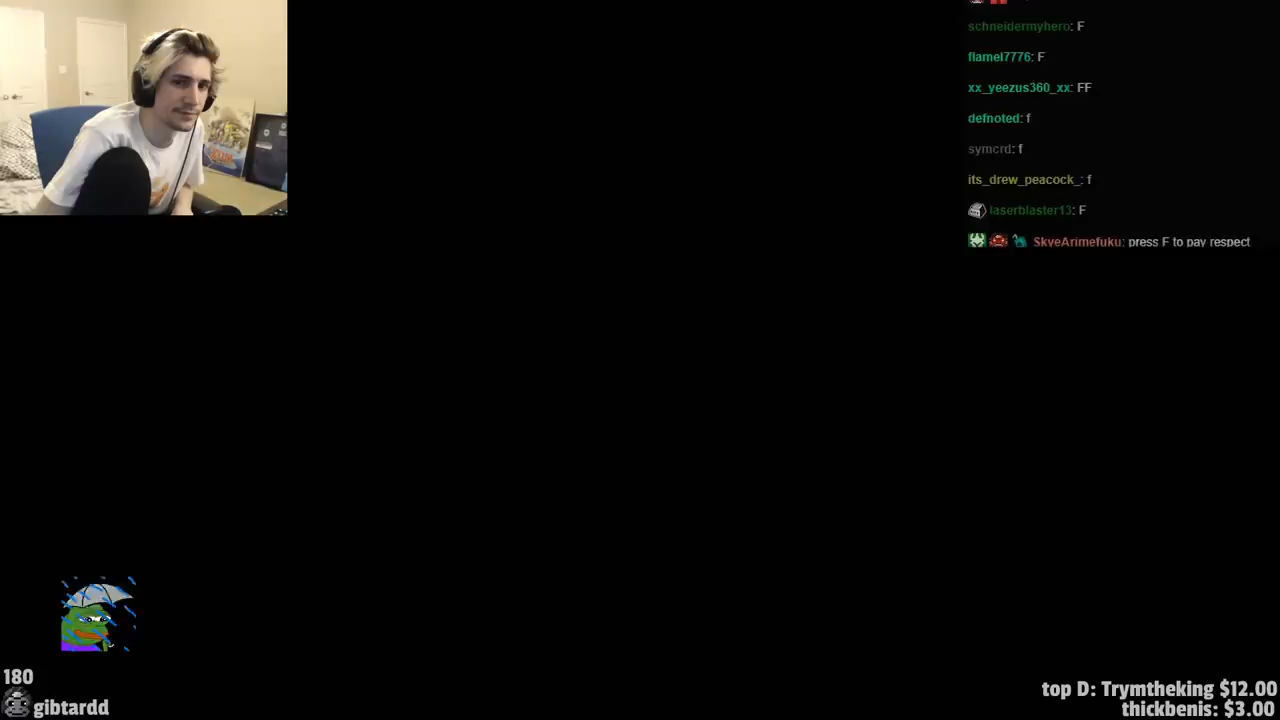 schneidermyhero: F
flamel7776: F
xx_yeezus360_xx: FF
defnoted: f
symcrd: f
its_drew_peacock_: f
laserblaster13: F
SkyeArimefuku: press F to pay respect
180
gibtardd
top D: Trymtheking $12.00
thickbenis: $3.00